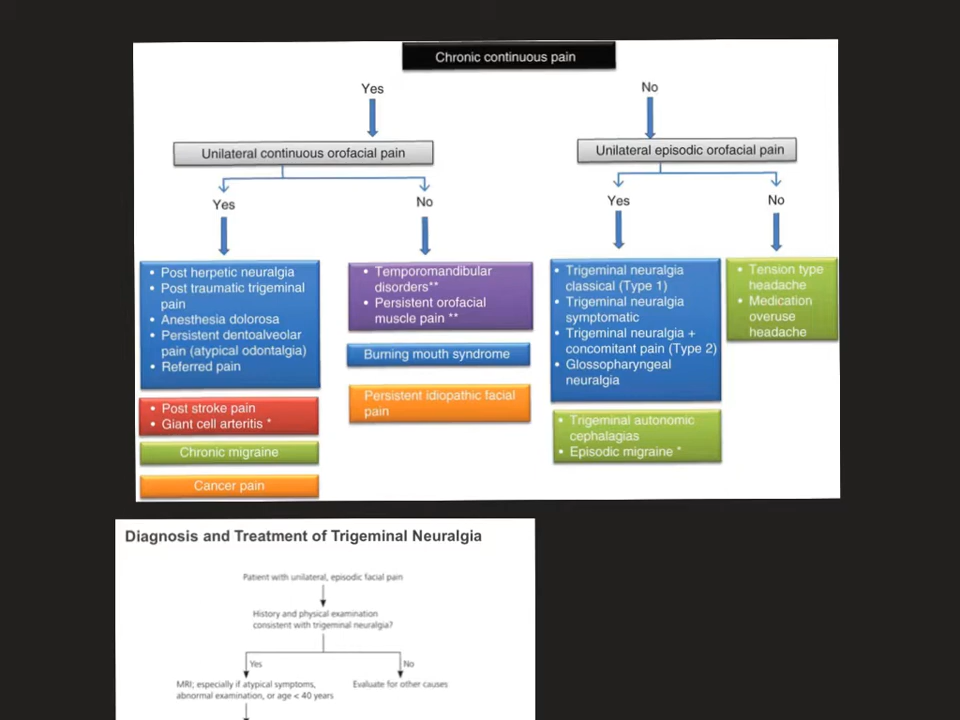 Chronic continuous pain
Yes
No
Unilateral continuous orofacial pain
Unilateral episodic orofacial pain
Yes
No
Yes
No
• Post herpetic neuralgia
• Post traumatic trigeminal
pain
• Anesthesia dolorosa
• Persistent dentoalveolar
pain (atypical odontalgia)
• Referred pain
• Post stroke pain
• Giant cell arteritis *
Chronic migraine
Cancer pain
• Temporomandibular
disorders**
• Persistent orofacial
muscle pain **
Burning mouth syndrome
Persistent idiopathic facial
pain
• Trigeminal neuralgia
classical (Type 1)
• Trigeminal neuralgia
symptomatic
• Trigeminal neuralgia +
concomitant pain (Type 2)
• Glossopharyngeal
neuralgia
• Trigeminal autonomic
cephalagias
• Episodic migraine *
• Tension type
headache
• Medication
overuse
headache
Diagnosis and Treatment of Trigeminal Neuralgia
Patient with unilateral, episodic facial pain
History and physical examination
consistent with trigeminal neuralgia?
Yes
No
MRI; especially if atypical symptoms,
abnormal examination, or age < 40 years
Evaluate for other causes